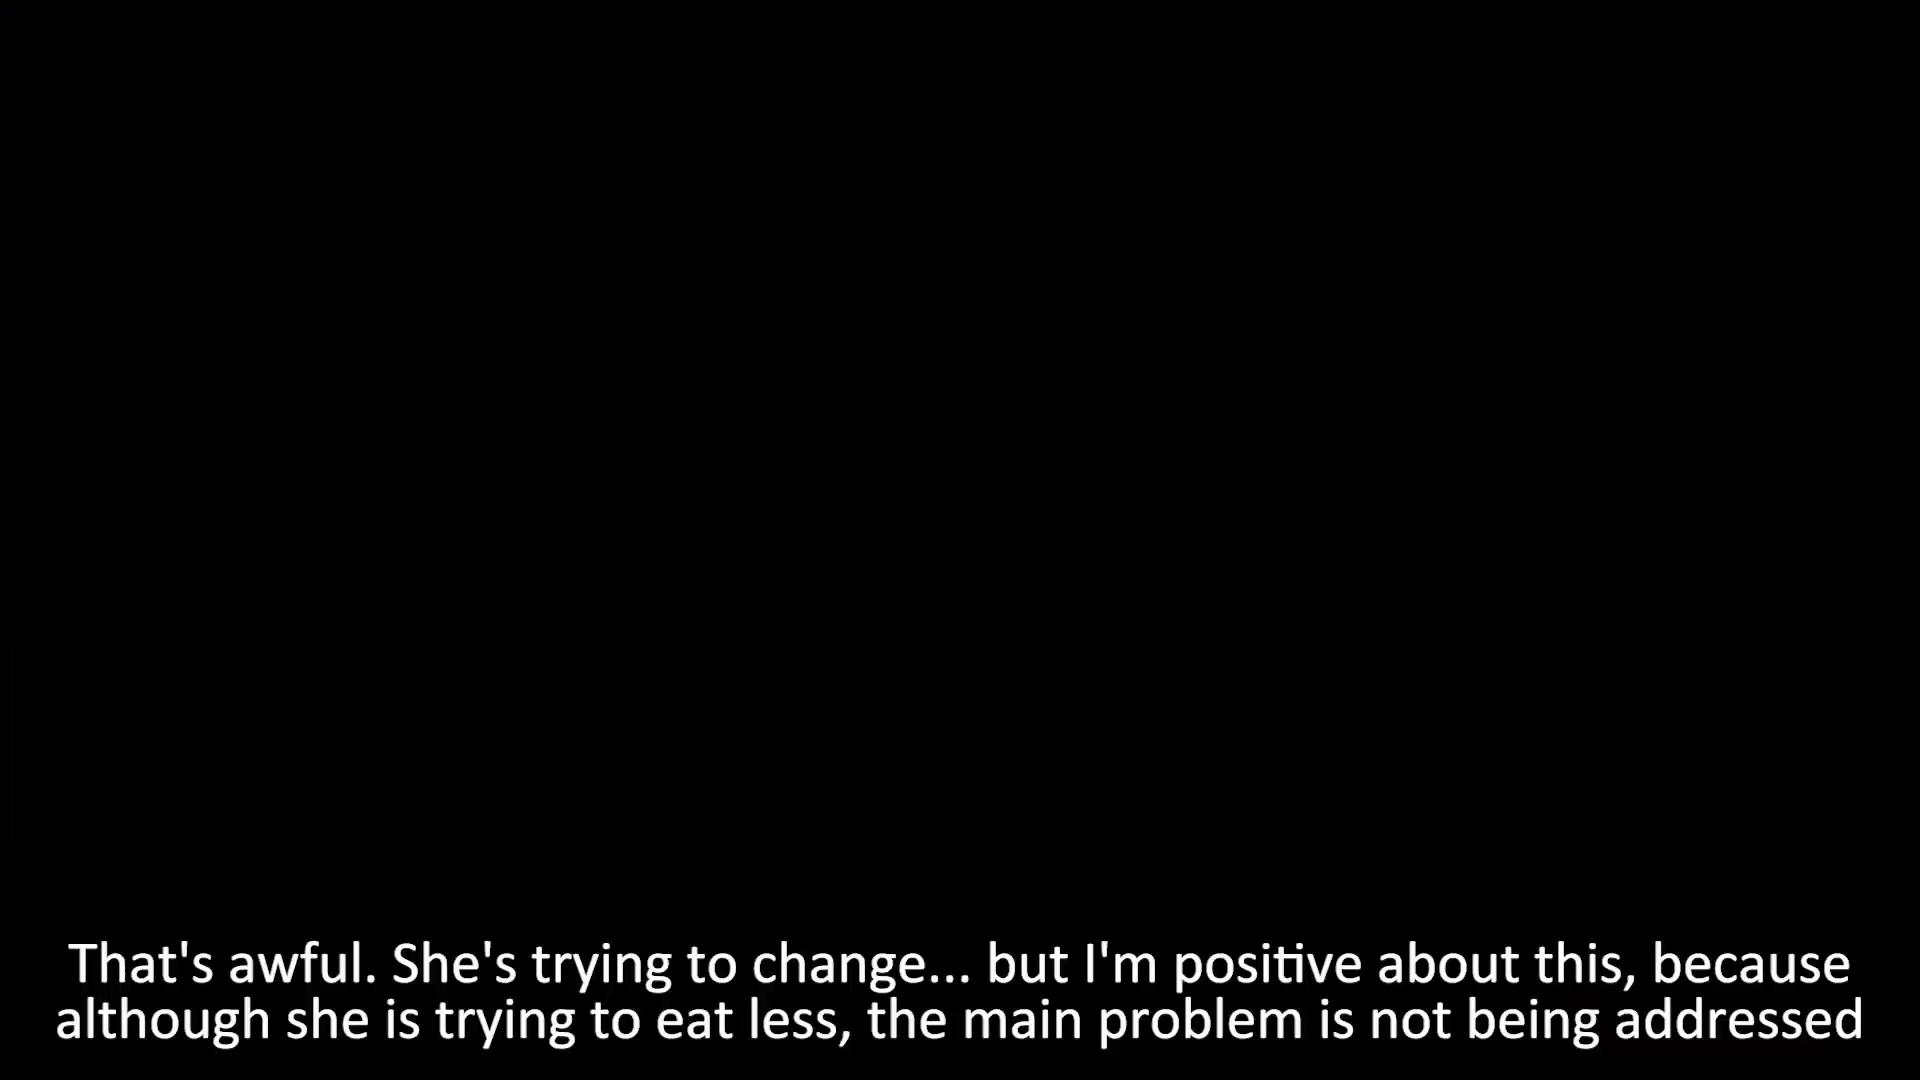 That's awful. She's trying to change... but I'm positive about this, because
although she is trying to eat less, the main problem is not being addressed